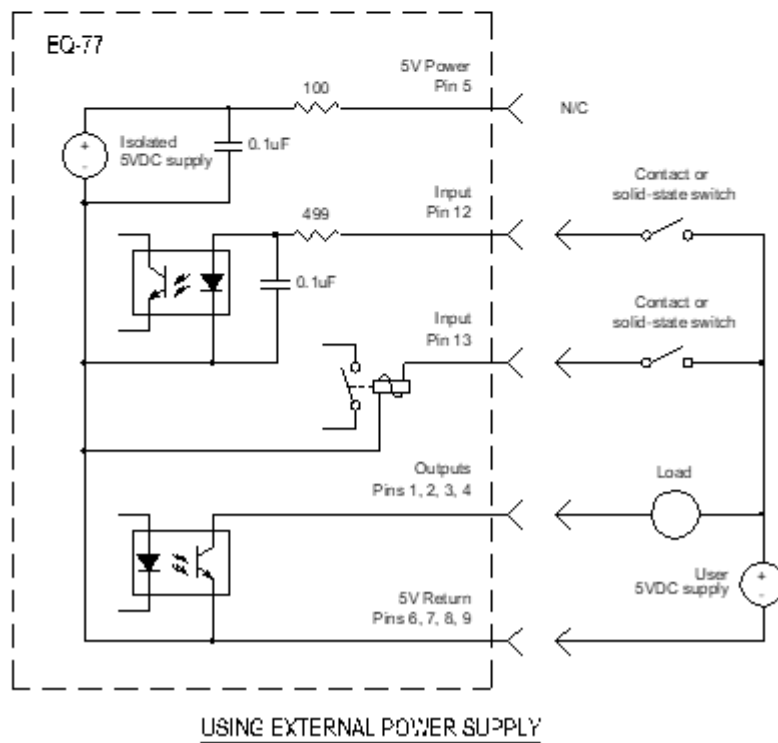 EQ-77
5V Power
Pin 5
100
N/C
+
-
Isolated
5VDC supply
0.1uF
Input
Pin 12
499
Contact or
solid-state switch
0.1uF
Input
Pin 13
Contact or
solid-state switch
Outputs
Pins 1, 2, 3, 4
Load
User
5VDC supply
+
-
5V Return
Pins 6, 7, 8, 9
USING EXTERNAL POWER SUPPLY